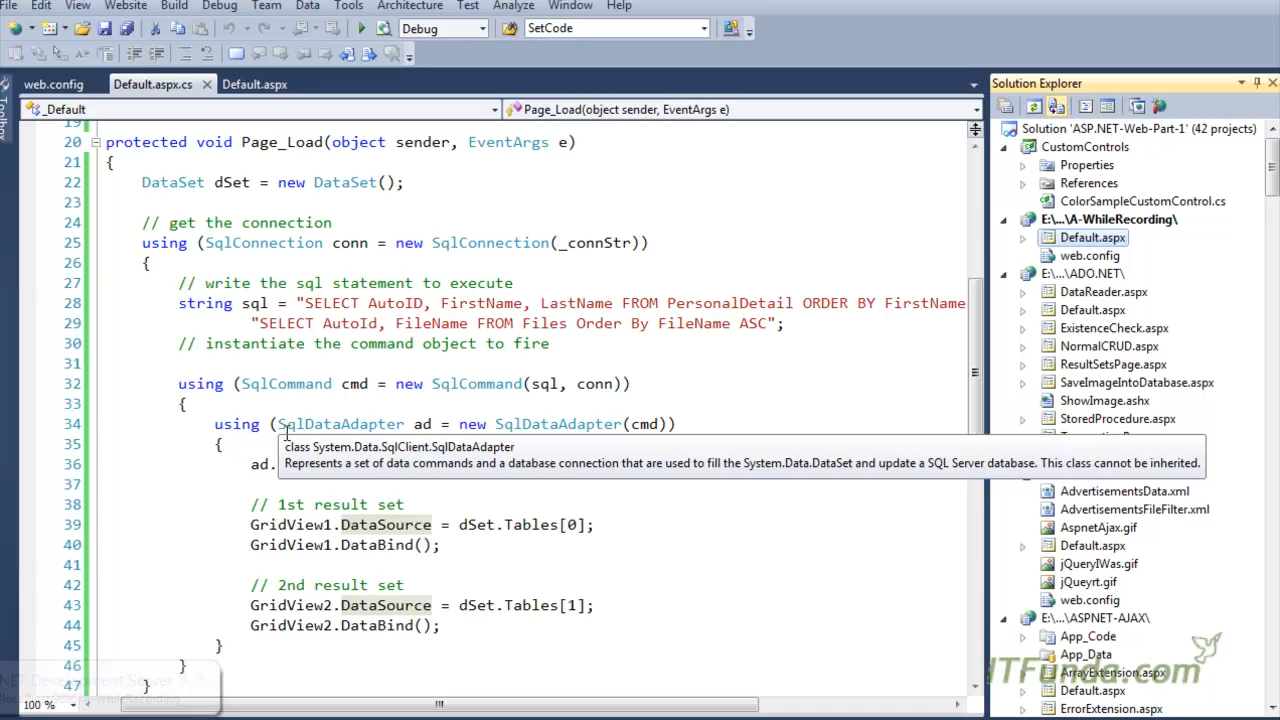 File Edit View Website Build Debug Team Data Tools Architecture Test Analyze Window Help
Debug SetCode
web.config Default.aspx.cs Default.aspx
Solution Explorer
Toolbox
_Default Page_Load(object sender, EventArgs e)
19
20 protected void Page_Load(object sender, EventArgs e)
21 {
22 DataSet dSet = new DataSet();
23
24 // get the connection
25 using (SqlConnection conn = new SqlConnection(_connStr))
26 {
27 // write the sql statement to execute
28 string sql = "SELECT AutoID, FirstName, LastName FROM PersonalDetail ORDER BY FirstName
29 "SELECT AutoId, FileName FROM Files Order By FileName ASC";
30 // instantiate the command object to fire
31
32 using (SqlCommand cmd = new SqlCommand(sql, conn))
33 {
34 using (SqlDataAdapter ad = new SqlDataAdapter(cmd))
35 {
class System.Data.SqlClient.SqlDataAdapter
Represents a set of data commands and a database connection that are used to fill the System.Data.DataSet and update a SQL Server database. This class cannot be inherited.
36 ad.
37
38 // 1st result set
39 GridView1.DataSource = dSet.Tables[0];
40 GridView1.DataBind();
41
42 // 2nd result set
43 GridView2.DataSource = dSet.Tables[1];
44 GridView2.DataBind();
45 }
46 }
47 }
100 %
Solution 'ASP.NET-Web-Part-1' (42 projects)
CustomControls
Properties
References
ColorSampleCustomControl.cs
E:\...\A-WhileRecording\
Default.aspx
web.config
E:\...\ADO.NET\
DataReader.aspx
Default.aspx
ExistenceCheck.aspx
NormalCRUD.aspx
ResultSetsPage.aspx
SaveImageIntoDatabase.aspx
ShowImage.ashx
StoredProcedure.aspx
AdvertisementsData.xml
AdvertisementsFileFilter.xml
AspnetAjax.gif
Default.aspx
jQueryIWas.gif
jQueyrt.gif
web.config
E:\...\ASPNET-AJAX\
App_Code
App_Data
ArrayExtension.aspx
Default.aspx
ErrorExtension.aspx
ITFunda.com